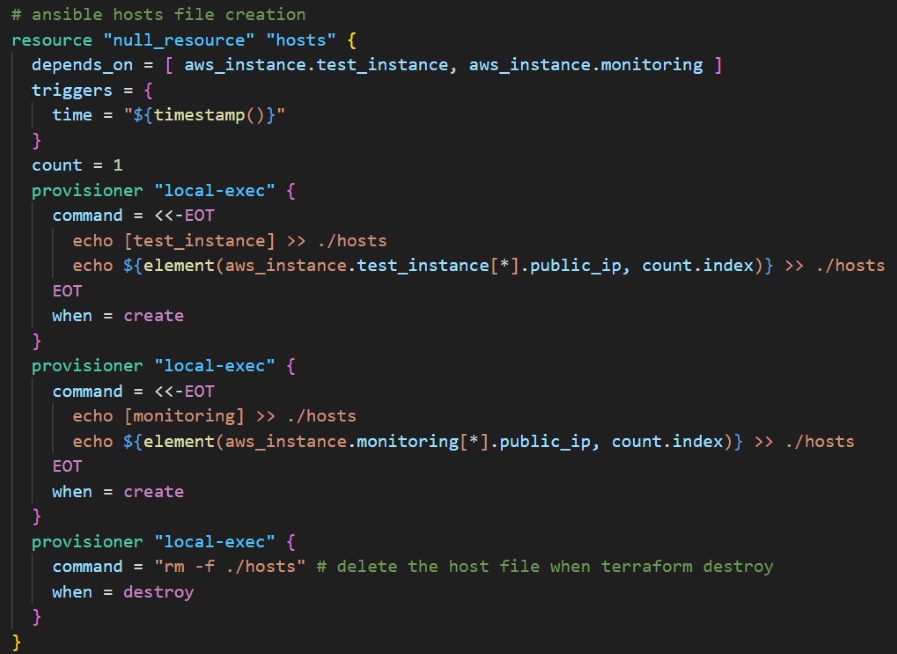 # ansible hosts file creation
resource "null_resource" "hosts" {
  depends_on = [ aws_instance.test_instance, aws_instance.monitoring ]
  triggers = {
    time = "${timestamp()}"
  }
  count = 1
  provisioner "local-exec" {
    command = <<-EOT
      echo [test_instance] >> ./hosts
      echo ${element(aws_instance.test_instance[*].public_ip, count.index)} >> ./hosts
    EOT
    when = create
  }
  provisioner "local-exec" {
    command = <<-EOT
      echo [monitoring] >> ./hosts
      echo ${element(aws_instance.monitoring[*].public_ip, count.index)} >> ./hosts
    EOT
    when = create
  }
  provisioner "local-exec" {
    command = "rm -f ./hosts" # delete the host file when terraform destroy
    when = destroy
  }
}